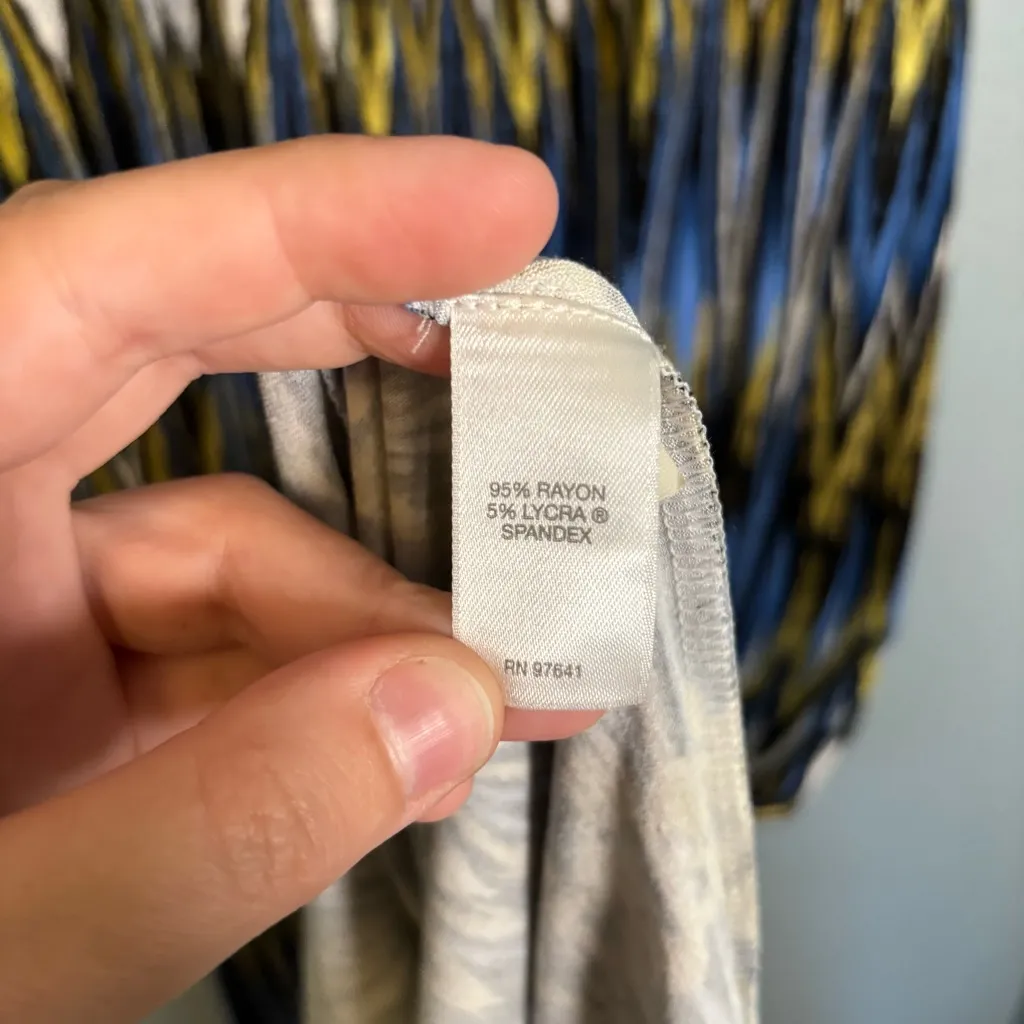 95% RAYON
5% LYCRA ®
SPANDEX
RN 97641